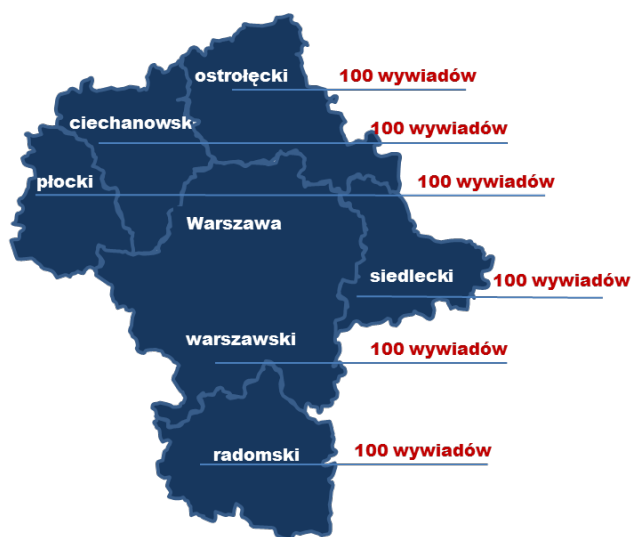 ostrołęcki 100 wywiadów
ciechanowsk 100 wywiadów
płocki 100 wywiadów
Warszawa
siedlecki 100 wywiadów
warszawski 100 wywiadów
radomski 100 wywiadów